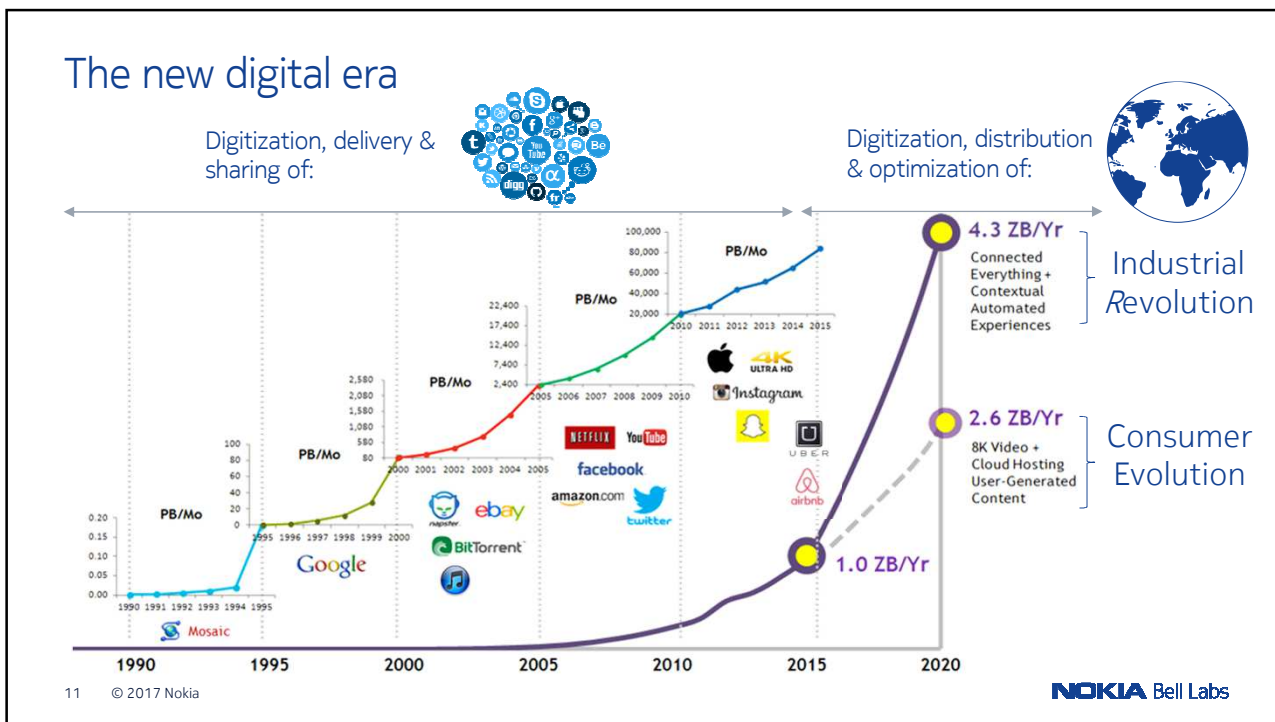 The new digital era
Digitization, delivery &
sharing of:
Digitization, distribution
& optimization of:
t
f
You
Tube
Bē
digg
100,000
80,000
60,000
40,000
20,000
PB/Mo
2010 2011 2012 2013 2014 2015
22,400
17,400
12,400
7,400
2,400
PB/Mo
2005 2006 2007 2008 2009 2010
2,580
2,080
1,580
1,080
580
80
PB/Mo
2000 2001 2002 2003 2004 2005
100
80
60
40
20
0
PB/Mo
1995 1996 1997 1998 1999 2000
0.20
0.15
0.10
0.05
0.00
PB/Mo
1990 1991 1992 1993 1994 1995
Mosaic
Google
napster.
ebay
BitTorrent
NETFLIX
YouTube
facebook
amazon.com
twitter
4K
ULTRA HD
Instagram
UBER
airbnb
1.0 ZB/Yr
4.3 ZB/Yr
Connected
Everything +
Contextual
Automated
Experiences
Industrial
Revolution
2.6 ZB/Yr
8K Video +
Cloud Hosting
User-Generated
Content
Consumer
Evolution
1990 1995 2000 2005 2010 2015 2020
11 © 2017 Nokia
NOKIA Bell Labs